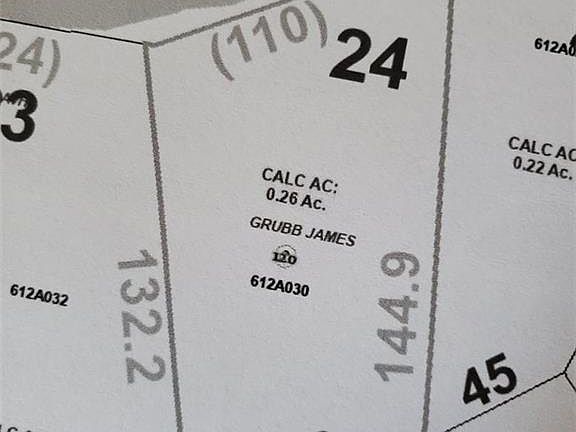 24)
(110)
24
612A0
3
CALC AC:
0.26 Ac.
CALC AC
0.22 Ac.
GRUBB JAMES
120
612A030
612A032
132.2
144.9
45